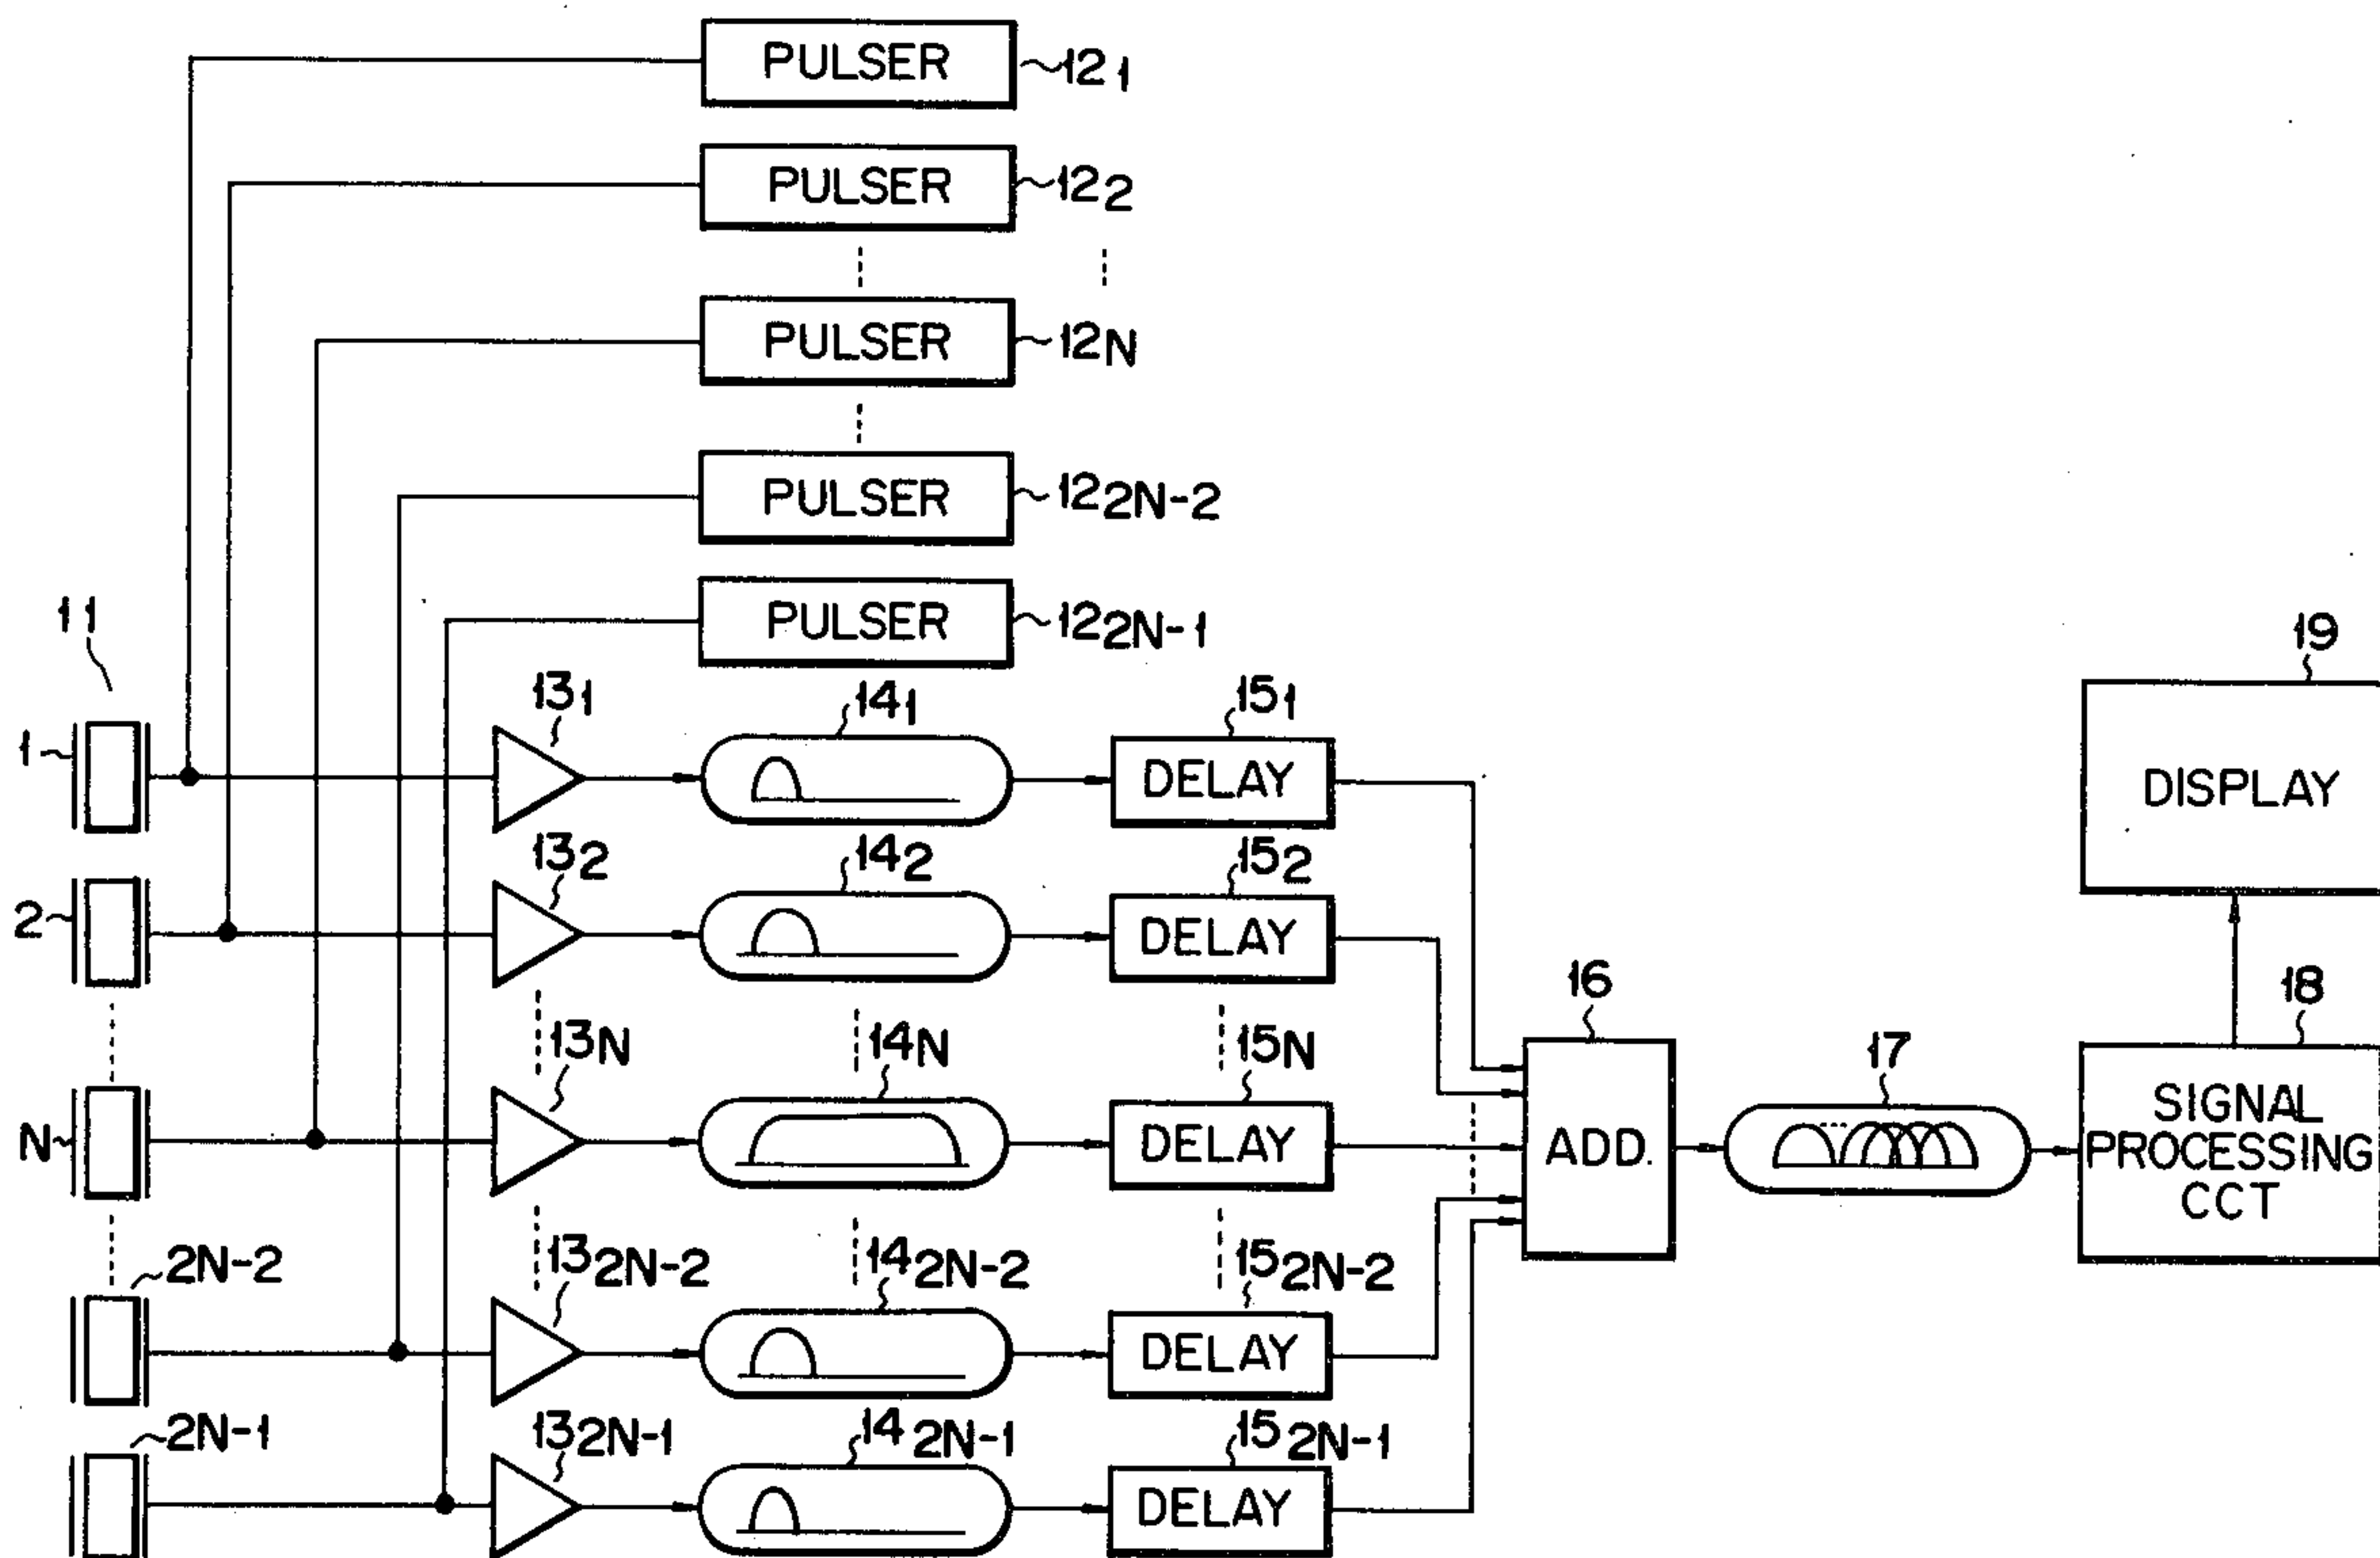 PULSER 12₁
PULSER 12₂
PULSER 12N
PULSER 12₂N-2
PULSER 12₂N-1
11
19
13₁ 14₁ 15₁
1 DELAY
DISPLAY
13₂ 14₂ 15₂
2 DELAY
16 18
13N 14N 15N 17
N DELAY ADD. SIGNAL
PROCESSING
CCT
2N-2 13₂N-2 14₂N-2 15₂N-2
DELAY
2N-1 13₂N-1 14₂N-1 15₂N-1
DELAY